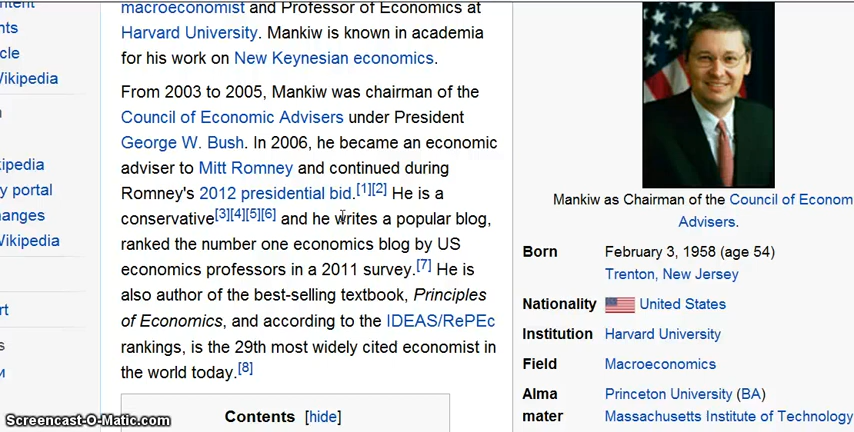 ntent
nts
cle
Wikipedia
kipedia
y portal
anges
Wikipedia
rt
s
macroeconomist and Professor of Economics at
Harvard University. Mankiw is known in academia
for his work on New Keynesian economics.
From 2003 to 2005, Mankiw was chairman of the
Council of Economic Advisers under President
George W. Bush. In 2006, he became an economic
adviser to Mitt Romney and continued during
Romney's 2012 presidential bid.[1][2] He is a
conservative[3][4][5][6] and he writes a popular blog,
ranked the number one economics blog by US
economics professors in a 2011 survey.[7] He is
also author of the best-selling textbook, Principles
of Economics, and according to the IDEAS/RePEc
rankings, is the 29th most widely cited economist in
the world today.[8]
Contents [hide]
Mankiw as Chairman of the Council of Econom
Advisers.
Born February 3, 1958 (age 54)
Trenton, New Jersey
Nationality United States
Institution Harvard University
Field Macroeconomics
Alma Princeton University (BA)
mater Massachusetts Institute of Technology
Screencast-O-Matic.com